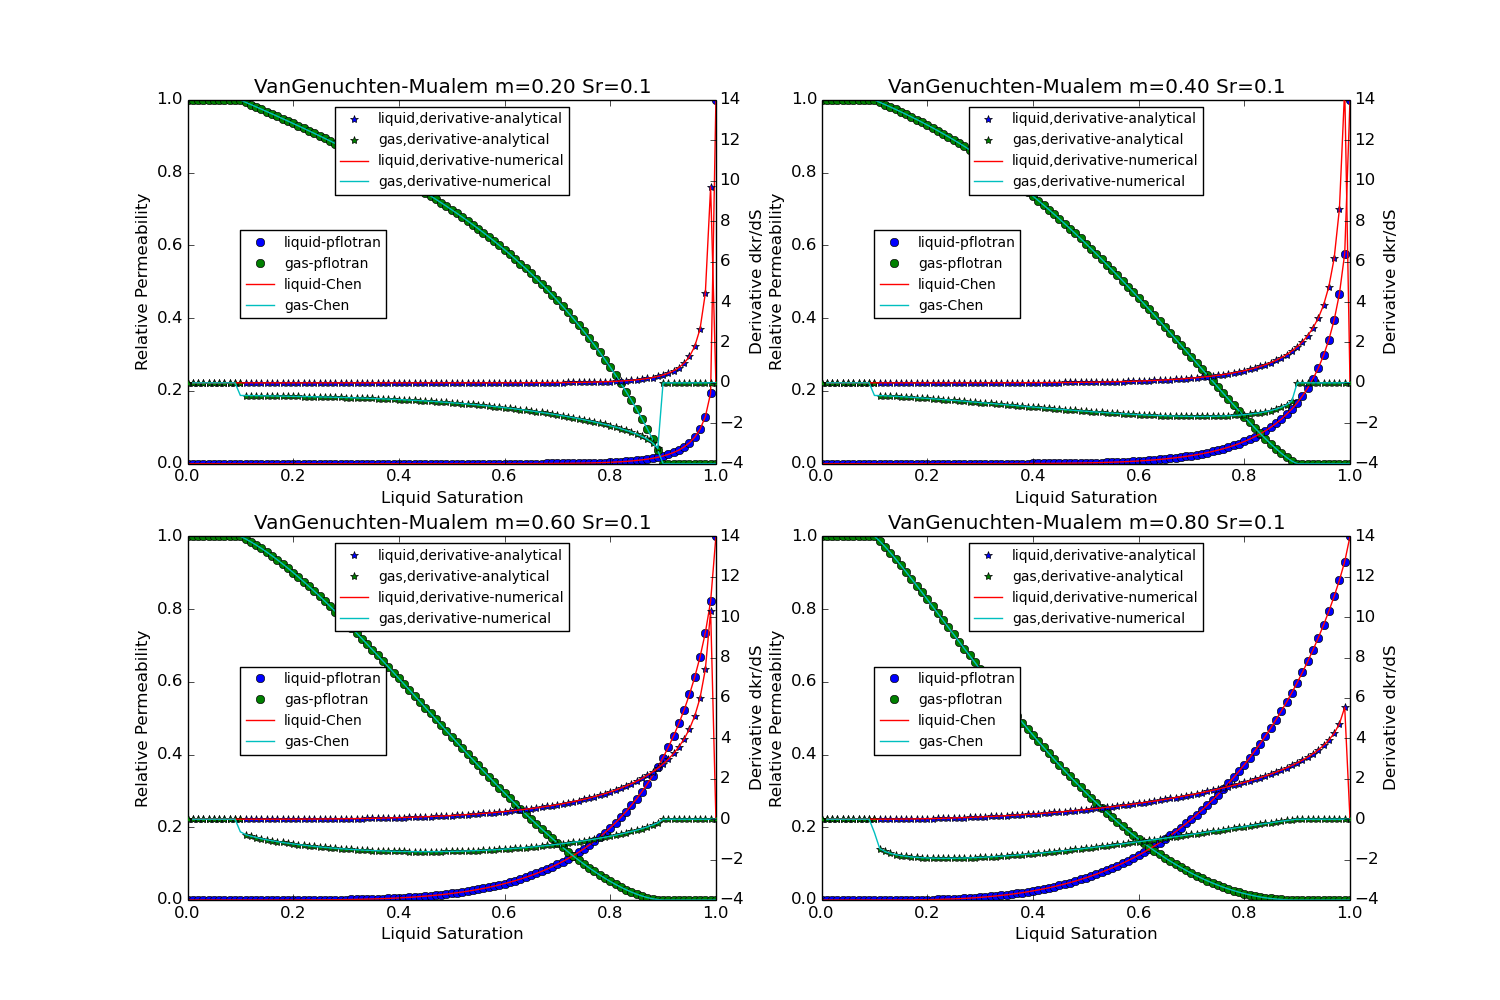 VanGenuchten-Mualem m=0.20 Sr=0.1
1.0
0.8
0.6
0.4
0.2
0.0
Relative Permeability
liquid,derivative-analytical
gas,derivative-analytical
liquid,derivative-numerical
gas,derivative-numerical
liquid-pflotran
gas-pflotran
liquid-Chen
gas-Chen
14
12
10
8
6
4
2
0
−2
−4
Derivative dkr/dS
0.0 0.2 0.4 0.6 0.8 1.0
Liquid Saturation
VanGenuchten-Mualem m=0.40 Sr=0.1
1.0
0.8
0.6
0.4
0.2
0.0
Relative Permeability
liquid,derivative-analytical
gas,derivative-analytical
liquid,derivative-numerical
gas,derivative-numerical
liquid-pflotran
gas-pflotran
liquid-Chen
gas-Chen
14
12
10
8
6
4
2
0
−2
−4
Derivative dkr/dS
0.0 0.2 0.4 0.6 0.8 1.0
Liquid Saturation
VanGenuchten-Mualem m=0.60 Sr=0.1
1.0
0.8
0.6
0.4
0.2
0.0
Relative Permeability
liquid,derivative-analytical
gas,derivative-analytical
liquid,derivative-numerical
gas,derivative-numerical
liquid-pflotran
gas-pflotran
liquid-Chen
gas-Chen
14
12
10
8
6
4
2
0
−2
−4
Derivative dkr/dS
0.0 0.2 0.4 0.6 0.8 1.0
Liquid Saturation
VanGenuchten-Mualem m=0.80 Sr=0.1
1.0
0.8
0.6
0.4
0.2
0.0
Relative Permeability
liquid,derivative-analytical
gas,derivative-analytical
liquid,derivative-numerical
gas,derivative-numerical
liquid-pflotran
gas-pflotran
liquid-Chen
gas-Chen
14
12
10
8
6
4
2
0
−2
−4
Derivative dkr/dS
0.0 0.2 0.4 0.6 0.8 1.0
Liquid Saturation